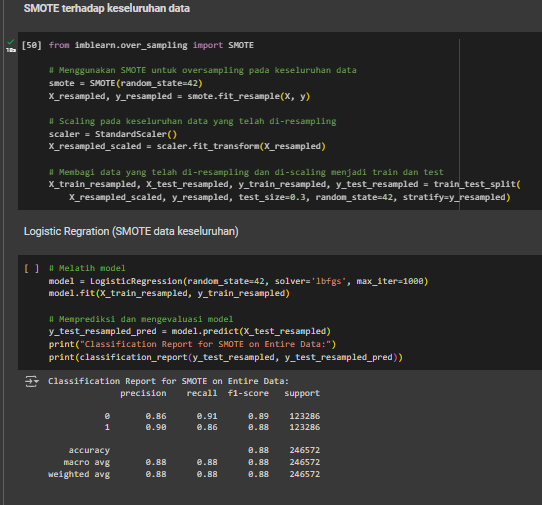 SMOTE terhadap keseluruhan data
[50] from imblearn.over_sampling import SMOTE
# Menggunakan SMOTE untuk oversampling pada keseluruhan data
smote = SMOTE(random_state=42)
X_resampled, y_resampled = smote.fit_resample(X, y)
# Scaling pada keseluruhan data yang telah di-resampling
scaler = StandardScaler()
X_resampled_scaled = scaler.fit_transform(X_resampled)
# Membagi data yang telah di-resampling dan di-scaling menjadi train dan test
X_train_resampled, X_test_resampled, y_train_resampled, y_test_resampled = train_test_split(
X_resampled_scaled, y_resampled, test_size=0.3, random_state=42, stratify=y_resampled)
Logistic Regration (SMOTE data keseluruhan)
[ ] # Melatih model
model = LogisticRegression(random_state=42, solver='lbfgs', max_iter=1000)
model.fit(X_train_resampled, y_train_resampled)
# Memprediksi dan mengevaluasi model
y_test_resampled_pred = model.predict(X_test_resampled)
print("Classification Report for SMOTE on Entire Data:")
print(classification_report(y_test_resampled, y_test_resampled_pred))
Classification Report for SMOTE on Entire Data:
precision recall f1-score support
0 0.86 0.91 0.89 123286
1 0.90 0.86 0.88 123286
accuracy 0.88 246572
macro avg 0.88 0.88 0.88 246572
weighted avg 0.88 0.88 0.88 246572